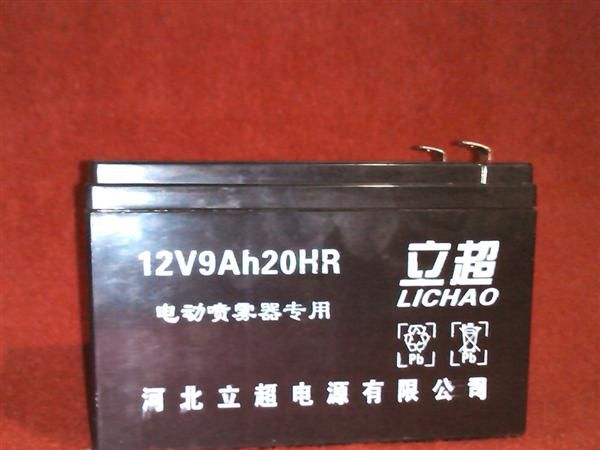 12V9Ah20HR
立超
LICHAO
电动喷雾器专用
Pb Pb
河北立超电源有限公司